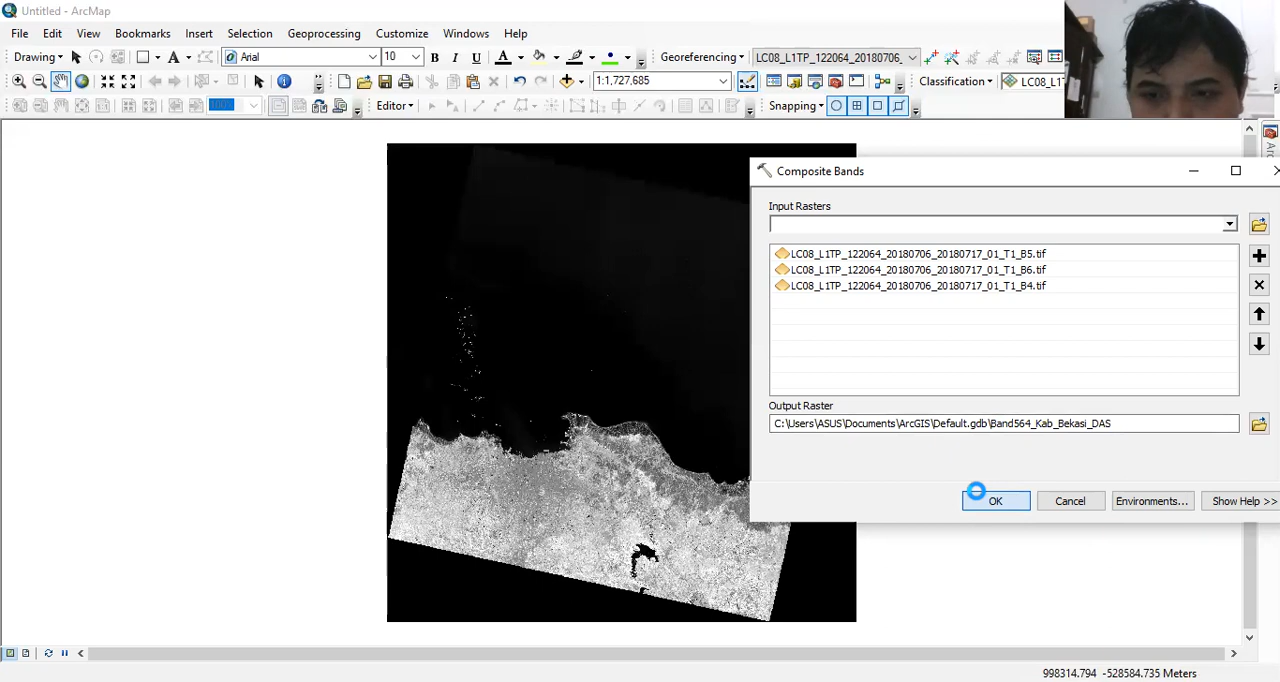 Untitled - ArcMap
File Edit View Bookmarks Insert Selection Geoprocessing Customize Windows Help
Drawing Arial 10 B I U A Georeferencing LC08_L1TP_122064_20180706_
1:1,727,685 Classification LC08_L1
Editor Snapping
Composite Bands
Input Rasters
LC08_L1TP_122064_20180706_20180717_01_T1_B5.tif
LC08_L1TP_122064_20180706_20180717_01_T1_B6.tif
LC08_L1TP_122064_20180706_20180717_01_T1_B4.tif
Output Raster
C:\Users\ASUS\Documents\ArcGIS\Default.gdb\Band564_Kab_Bekasi_DAS
OK Cancel Environments... Show Help >>
998314.794 -528584.735 Meters